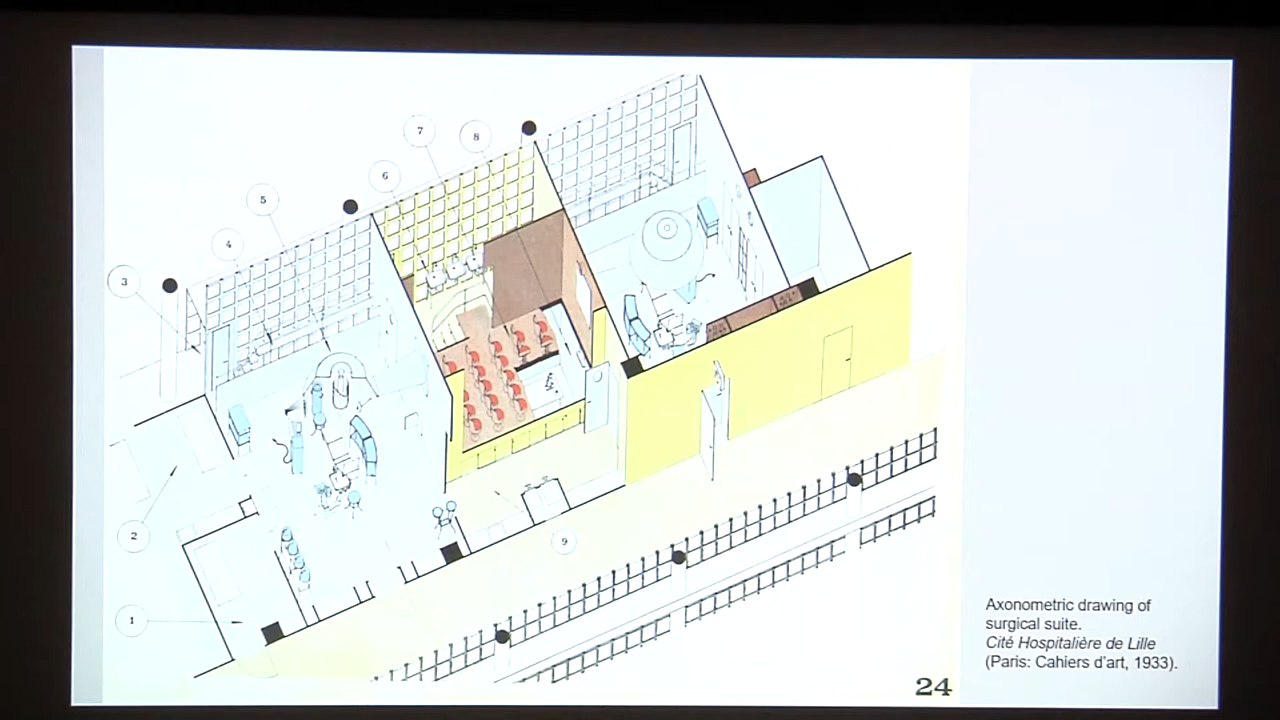 7
8
6
5
4
3
2
1
9
24
Axonometric drawing of
surgical suite.
Cité Hospitalière de Lille
(Paris: Cahiers d'art, 1933).